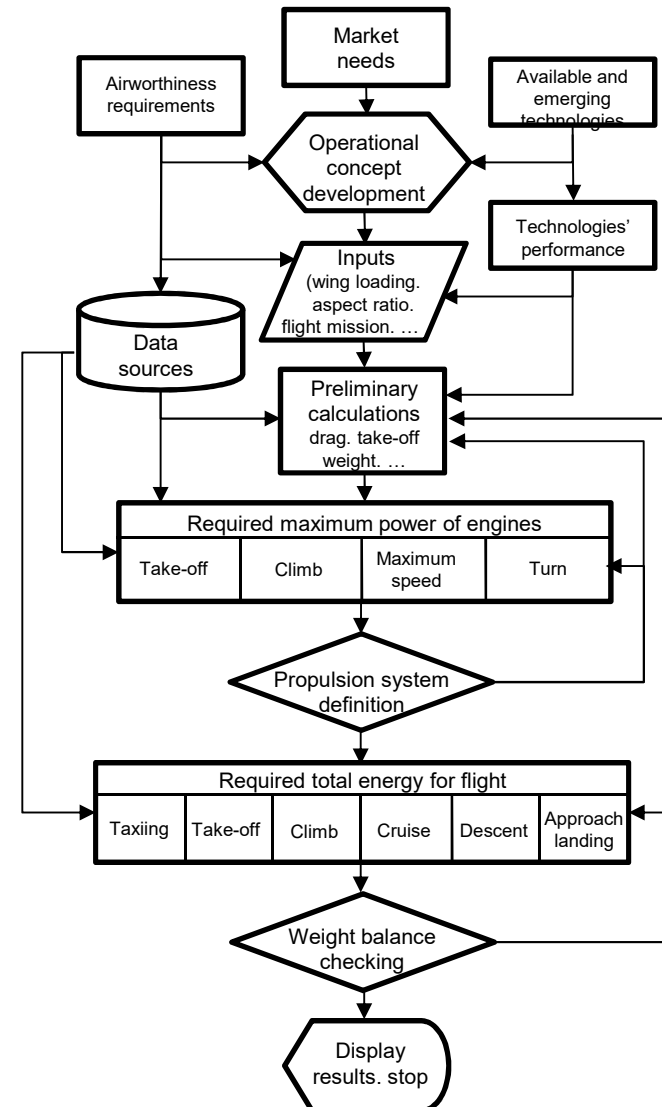 Market
needs
Airworthiness
requirements
Available and
emerging
technologies
Operational
concept
development
Technologies'
performance
Inputs
(wing loading.
aspect ratio.
flight mission. …
Data
sources
Preliminary
calculations
drag. take-off
weight. …
Required maximum power of engines
Take-off
Climb
Maximum
speed
Turn
Propulsion system
definition
Required total energy for flight
Taxiing
Take-off
Climb
Cruise
Descent
Approach
landing
Weight balance
checking
Display
results. stop